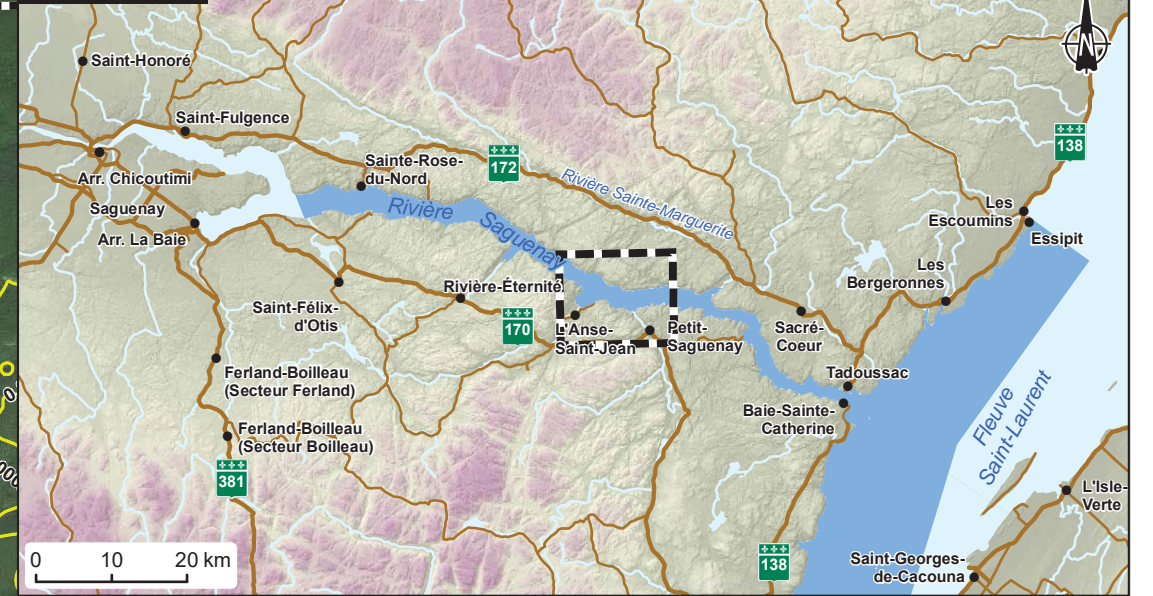 N
Saint-Honoré
Saint-Fulgence
138
172
Sainte-Rose-
du-Nord
Arr. Chicoutimi
Rivière Sainte-Marguerite
Saguenay
Rivière Saguenay
Les
Escoumins
Arr. La Baie
Essipit
Les
Bergeronnes
Rivière-Éternité
Saint-Félix-
d'Otis
170
L'Anse-
Saint-Jean
Petit-
Saguenay
Sacré-
Coeur
Ferland-Boilleau
(Secteur Ferland)
Tadoussac
Baie-Sainte-
Catherine
Fleuve
Saint-Laurent
Ferland-Boilleau
(Secteur Boilleau)
381
L'Isle-
Verte
138
Saint-Georges-
de-Cacouna
0 10 20 km